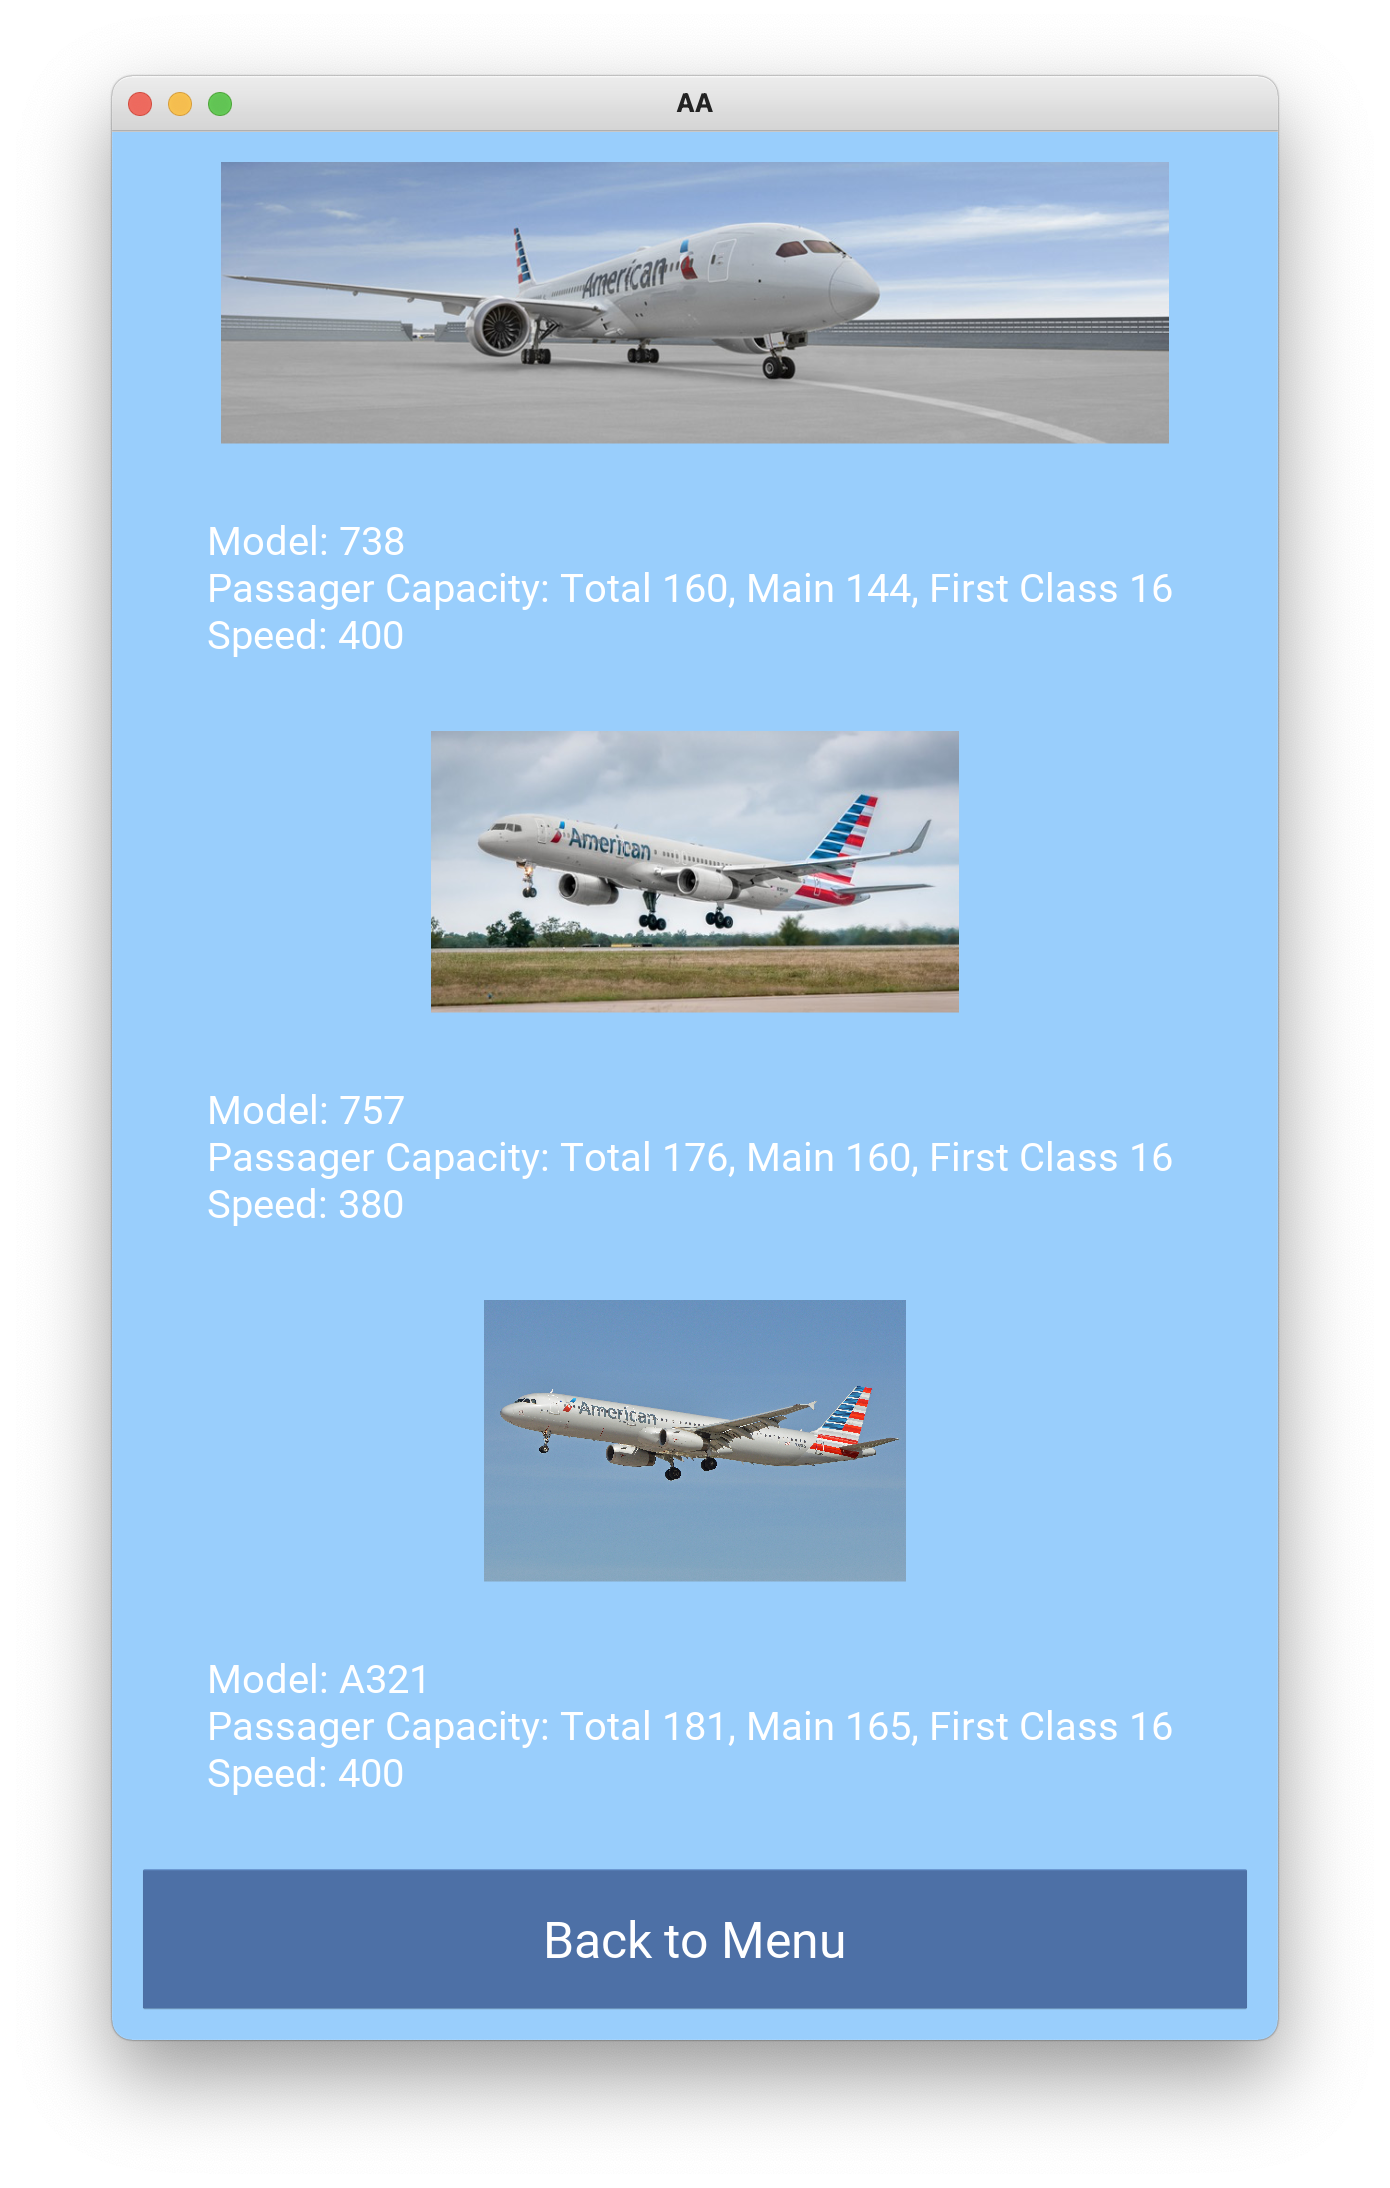 AA
American
Model: 738
Passager Capacity: Total 160, Main 144, First Class 16
Speed: 400
American
Model: 757
Passager Capacity: Total 176, Main 160, First Class 16
Speed: 380
American
Model: A321
Passager Capacity: Total 181, Main 165, First Class 16
Speed: 400
Back to Menu